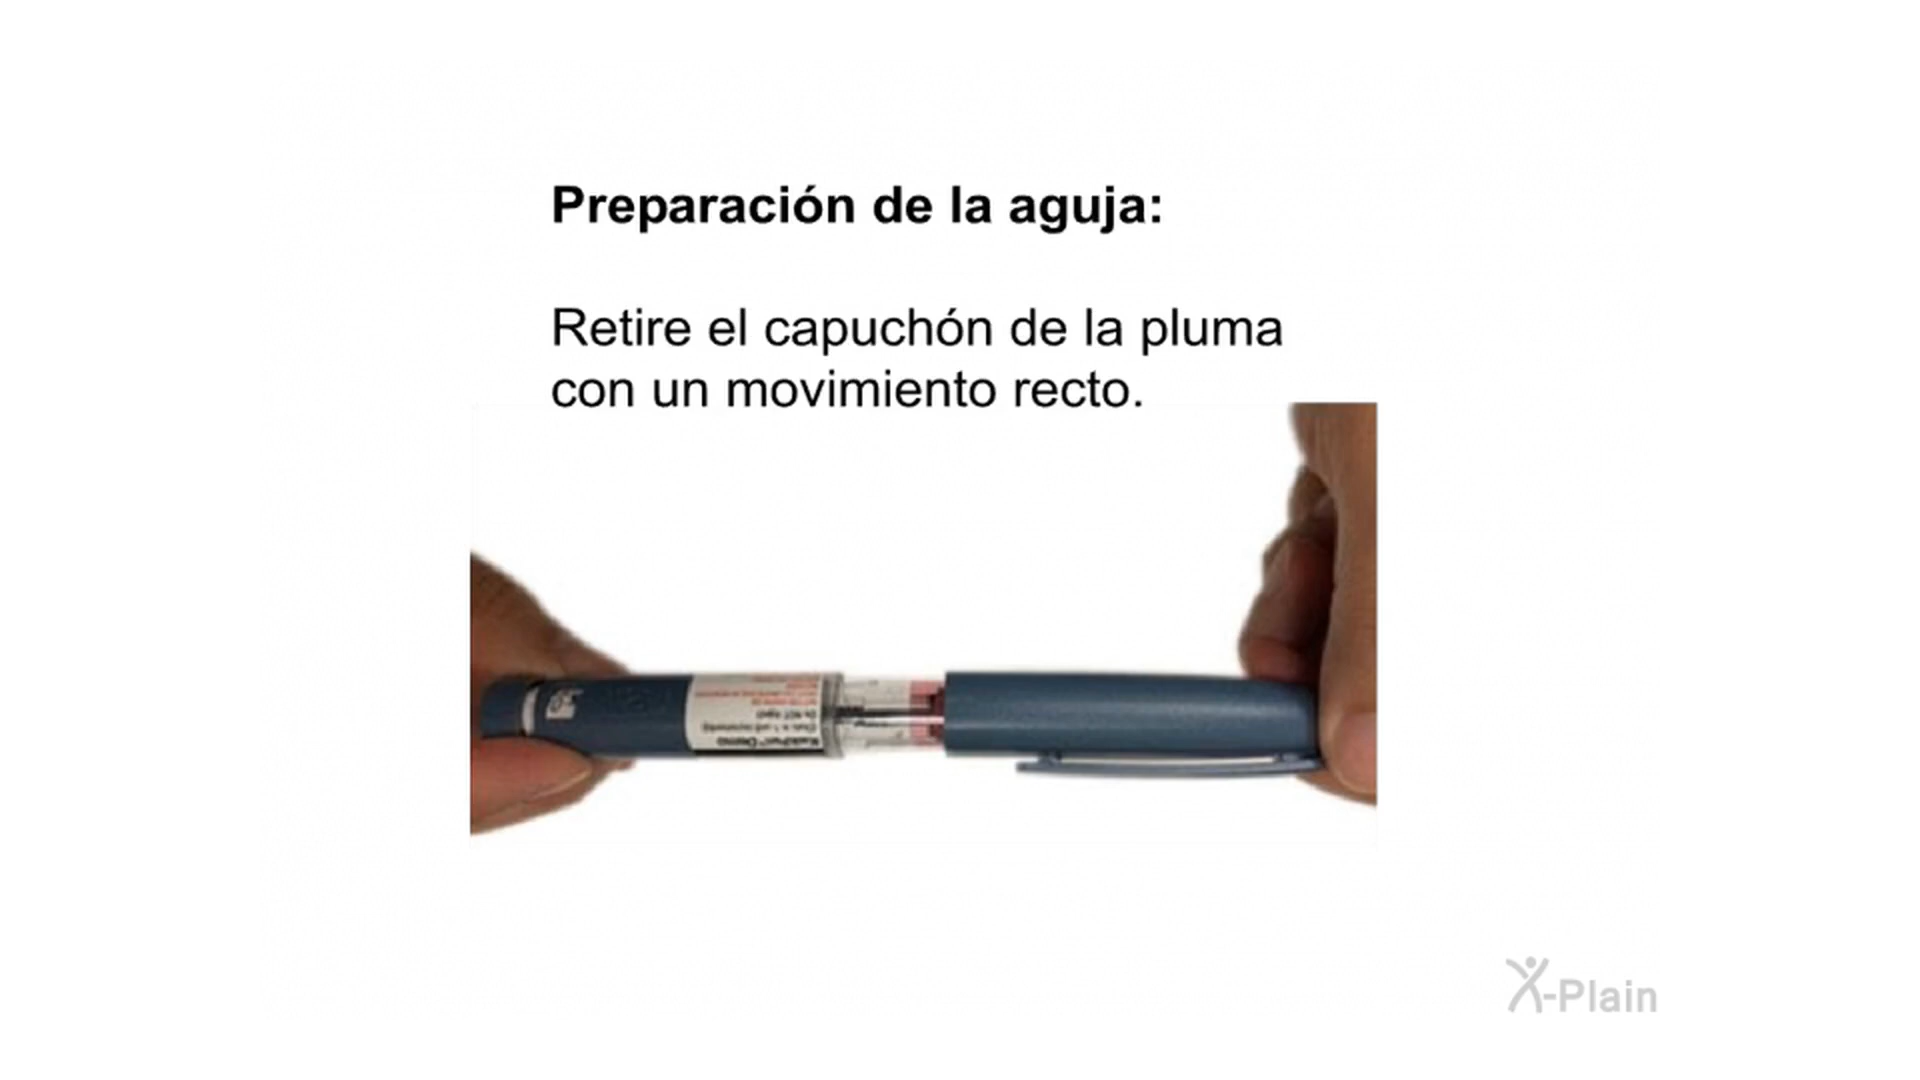 Preparación de la aguja:
Retire el capuchón de la pluma
con un movimiento recto.
X-Plain